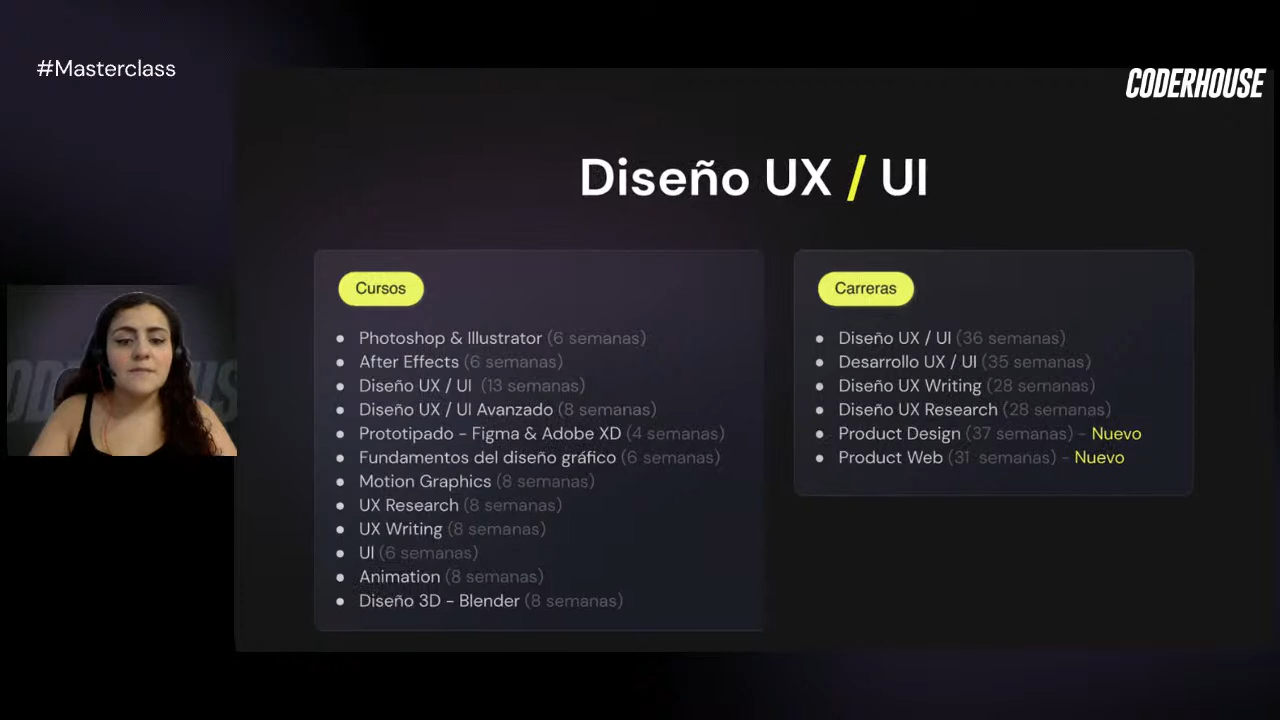 #Masterclass
CODERHOUSE
Diseño UX / UI
Cursos
Photoshop & Illustrator (6 semanas)
After Effects (6 semanas)
Diseño UX / UI (13 semanas)
Diseño UX / UI Avanzado (8 semanas)
Prototipado - Figma & Adobe XD (4 semanas)
Fundamentos del diseño gráfico (6 semanas)
Motion Graphics (8 semanas)
UX Research (8 semanas)
UX Writing (8 semanas)
UI (6 semanas)
Animation (8 semanas)
Diseño 3D - Blender (8 semanas)
Carreras
Diseño UX / UI (36 semanas)
Desarrollo UX / UI (35 semanas)
Diseño UX Writing (28 semanas)
Diseño UX Research (28 semanas)
Product Design (37 semanas) - Nuevo
Product Web (31 semanas) - Nuevo